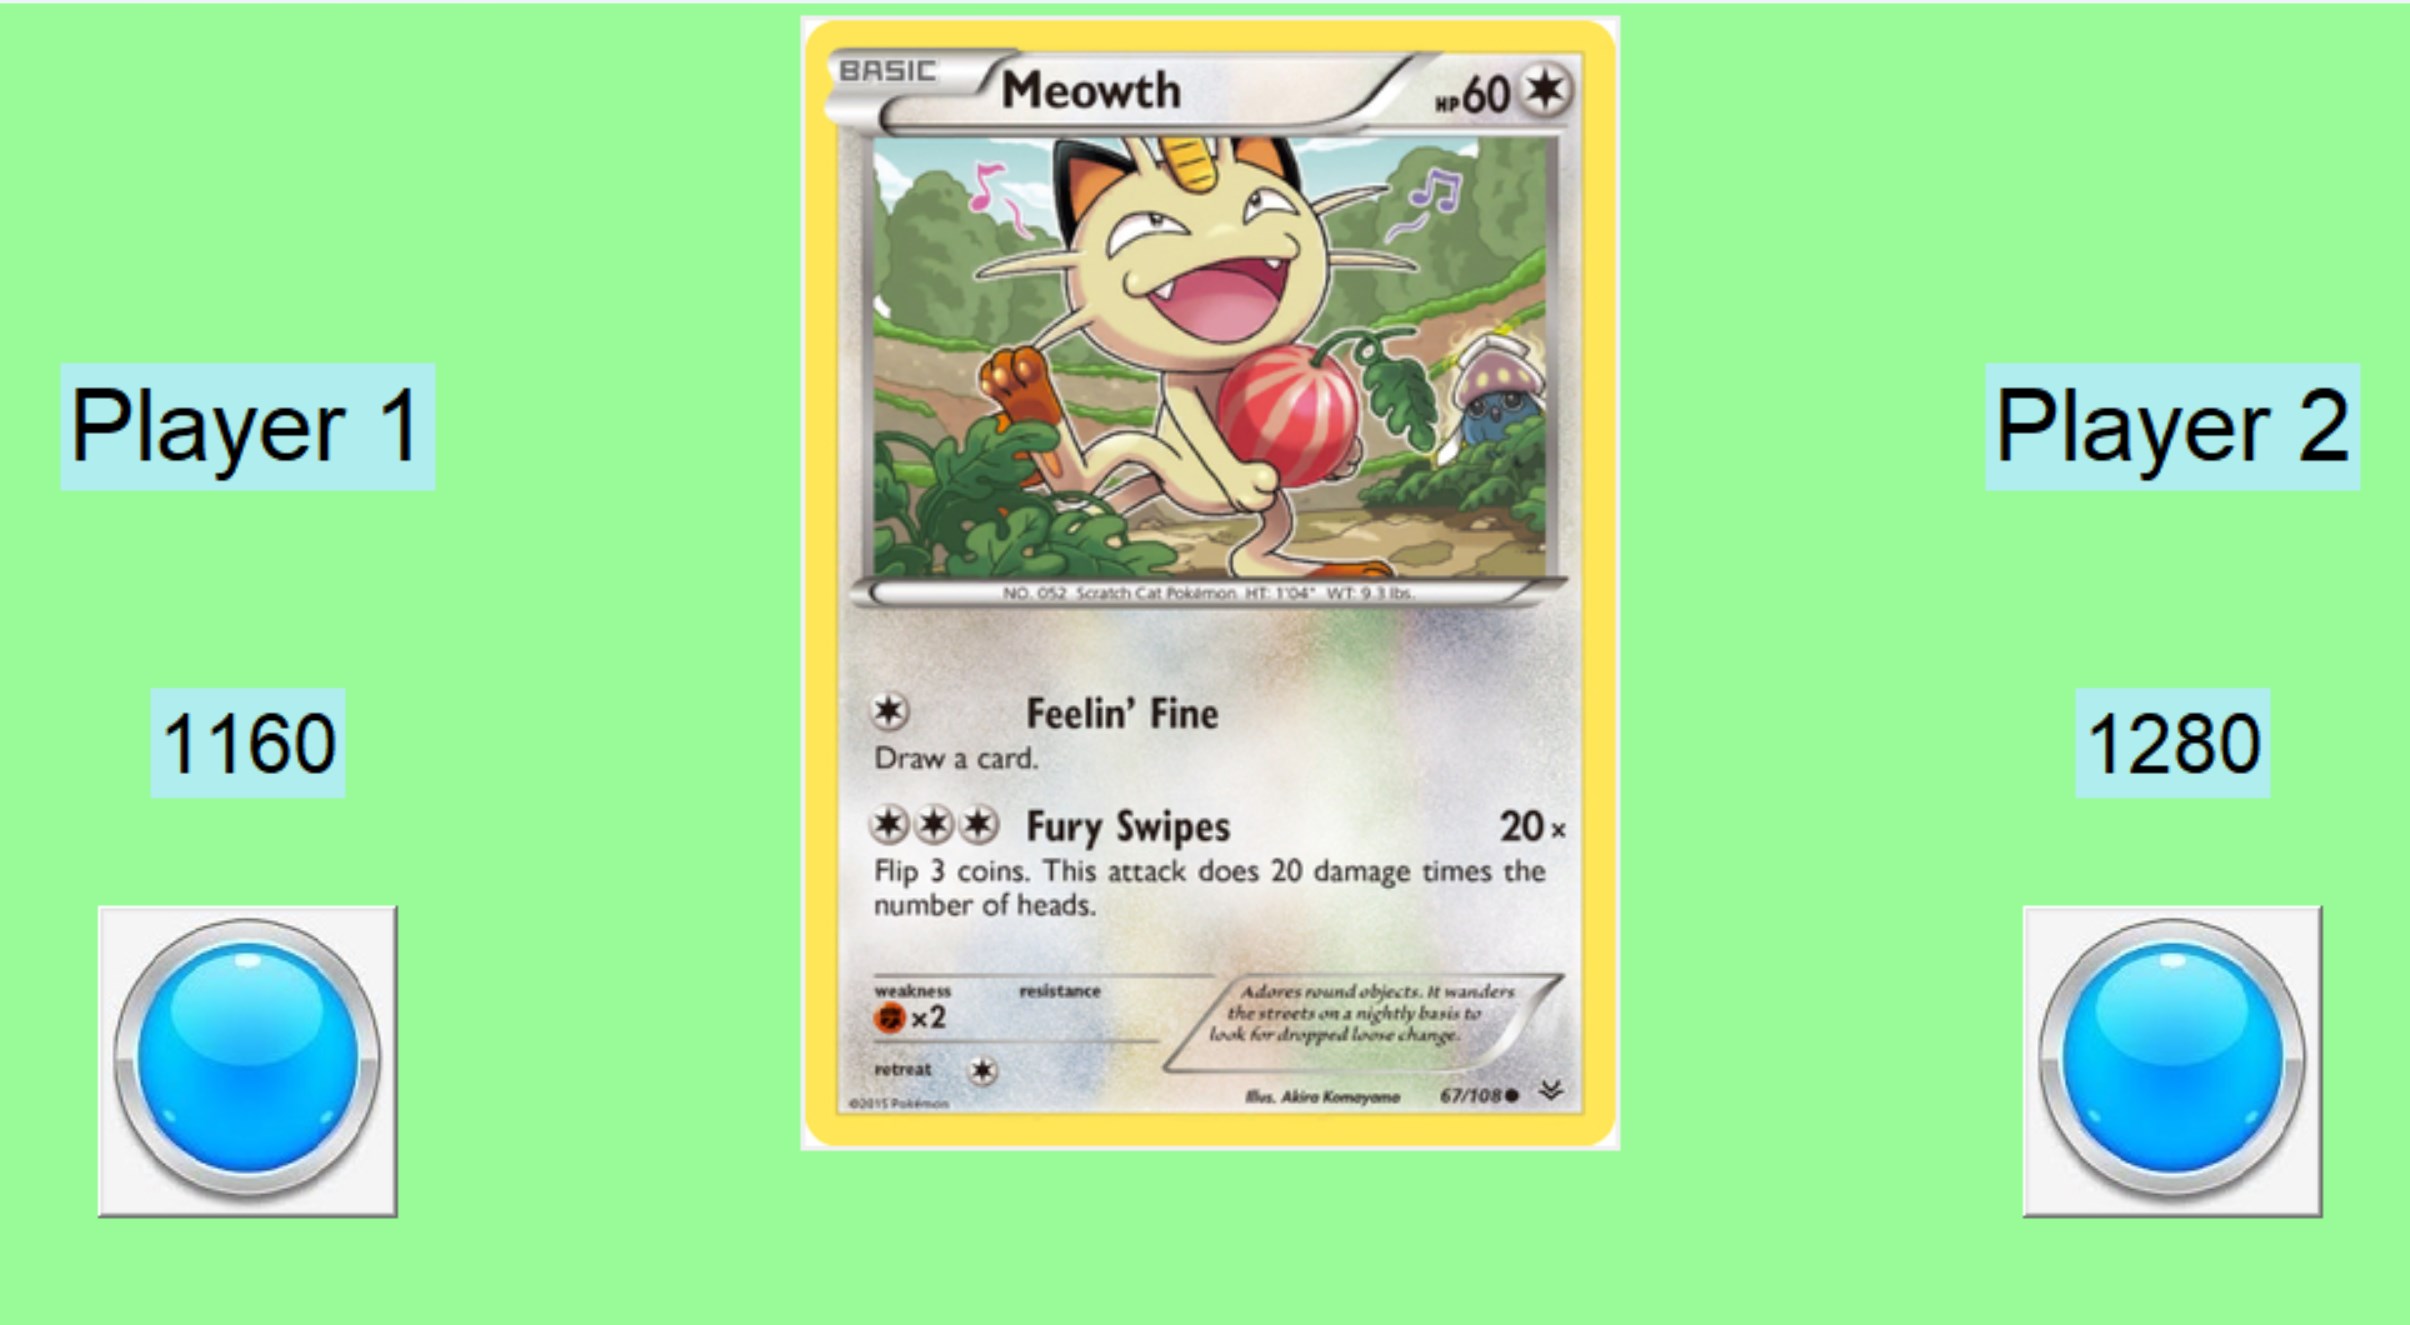 BASIC
Meowth
HP60
NO. 052 Scratch Cat Pokémon HT: 1'04" WT: 9.3 lbs.
Player 1
Player 2
1160
1280
Feelin' Fine
Draw a card.
Fury Swipes 20×
Flip 3 coins. This attack does 20 damage times the
number of heads.
weakness resistance
×2
Adores round objects. It wanders
the streets on a nightly basis to
look for dropped loose change.
retreat
©2015 Pokémon
Illus. Akira Komayama 67/108